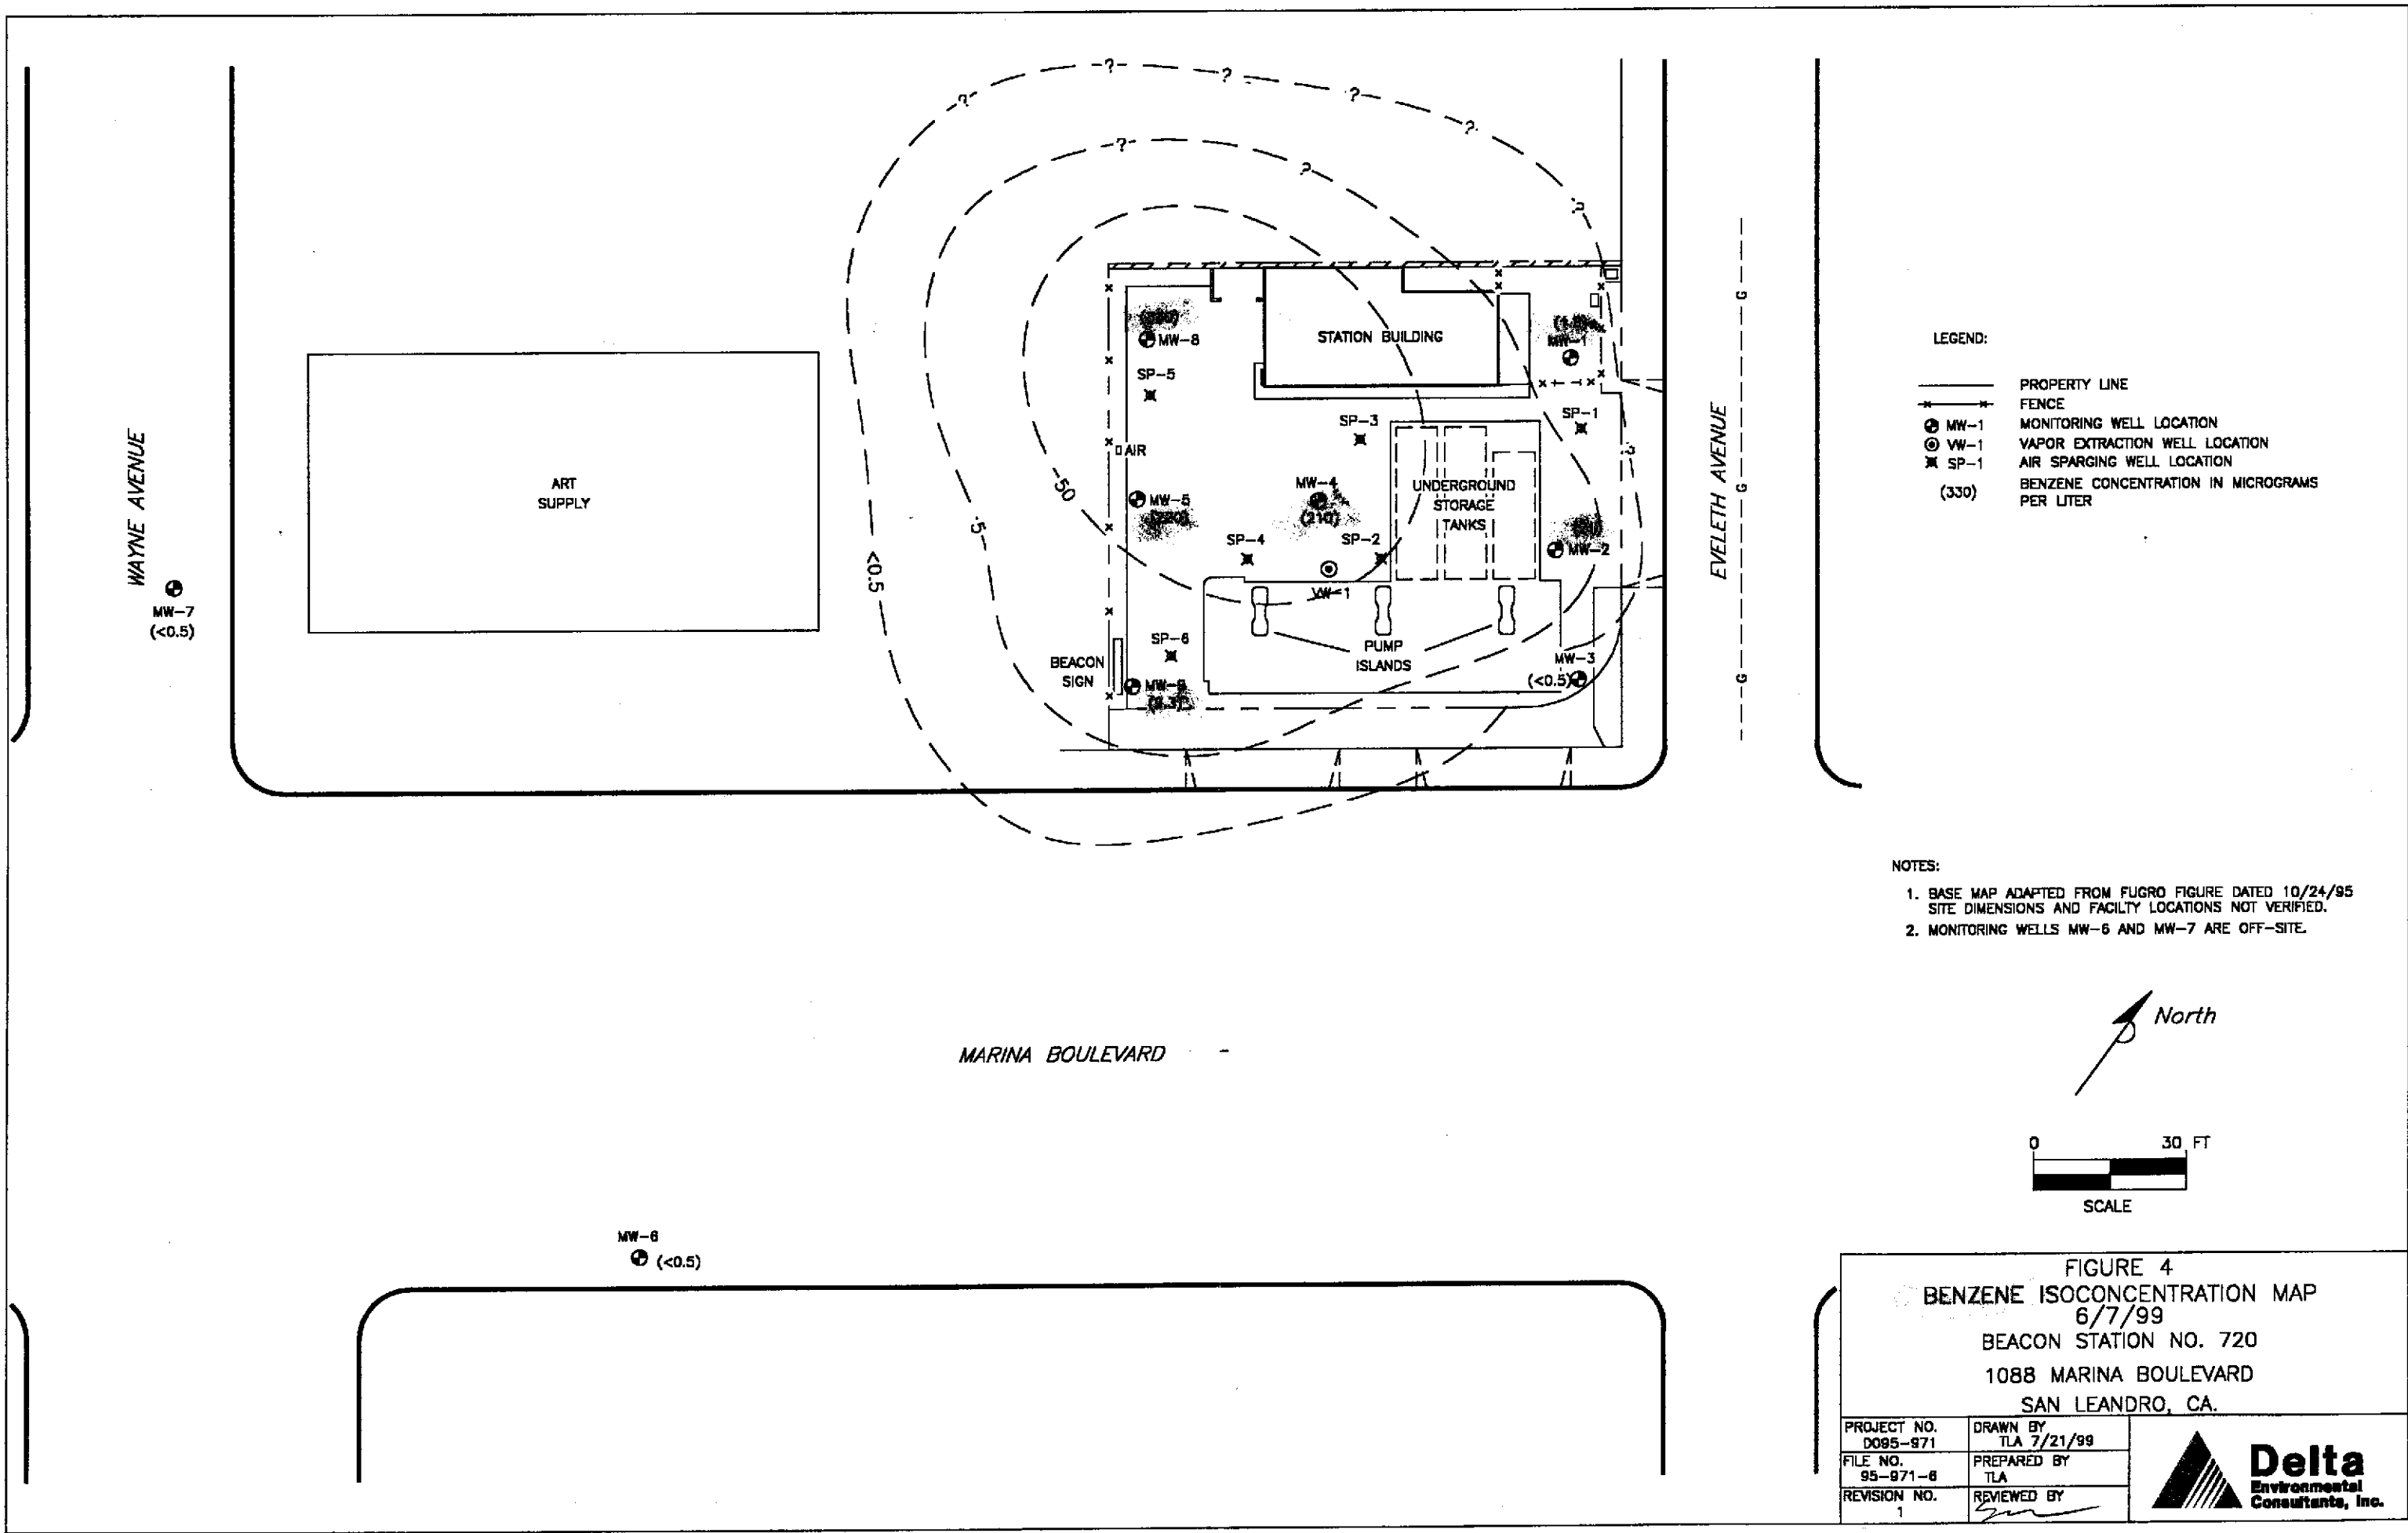 -?-
?
?
?
?
?
?
?
?
?
WAYNE AVENUE
MW-7
(<0.5)
ART
SUPPLY
<0.5
5
50
MW-8
SP-5
AIR
MW-5
STATION BUILDING
MW-1
SP-1
SP-3
MW-4
(210)
UNDERGROUND
STORAGE
TANKS
MW-2
SP-4
SP-2
VW-1
SP-6
BEACON
SIGN
MW-9
PUMP
ISLANDS
MW-3
(<0.5)
EVELETH AVENUE
G
G
G
LEGEND:
PROPERTY LINE
FENCE
MW-1 MONITORING WELL LOCATION
VW-1 VAPOR EXTRACTION WELL LOCATION
SP-1 AIR SPARGING WELL LOCATION
(330) BENZENE CONCENTRATION IN MICROGRAMS
PER LITER
NOTES:
1. BASE MAP ADAPTED FROM FUGRO FIGURE DATED 10/24/95
SITE DIMENSIONS AND FACILTY LOCATIONS NOT VERIFIED.
2. MONITORING WELLS MW-6 AND MW-7 ARE OFF-SITE.
North
MARINA BOULEVARD
0 30 FT
SCALE
MW-6
(<0.5)
FIGURE 4
BENZENE ISOCONCENTRATION MAP
6/7/99
BEACON STATION NO. 720
1088 MARINA BOULEVARD
SAN LEANDRO, CA.
PROJECT NO.
D095-971
DRAWN BY
TLA 7/21/99
FILE NO.
95-971-6
PREPARED BY
TLA
REVISION NO.
1
REVIEWED BY
Delta
Environmental
Consultants, Inc.